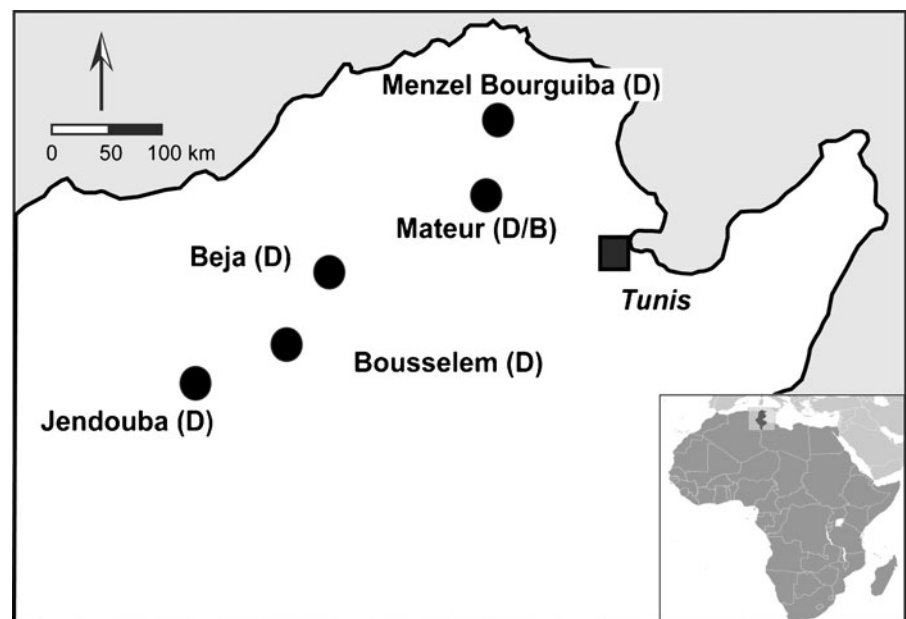 Menzel Bourguiba (D)
0 50 100 km
Mateur (D/B)
Beja (D)
Tunis
Bousselem (D)
Jendouba (D)